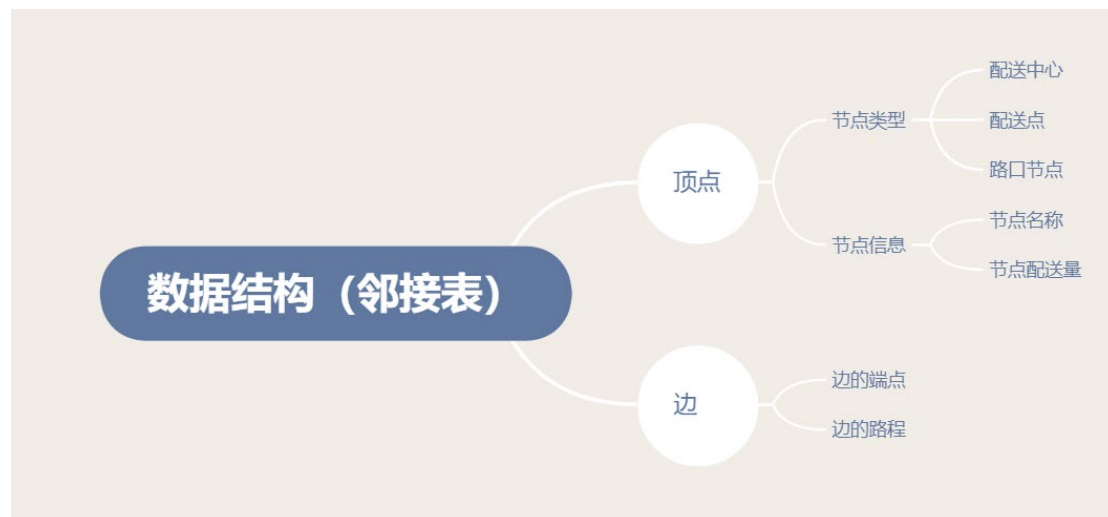 数据结构（邻接表）
顶点
节点类型
配送中心
配送点
路口节点
节点信息
节点名称
节点配送量
边
边的端点
边的路程